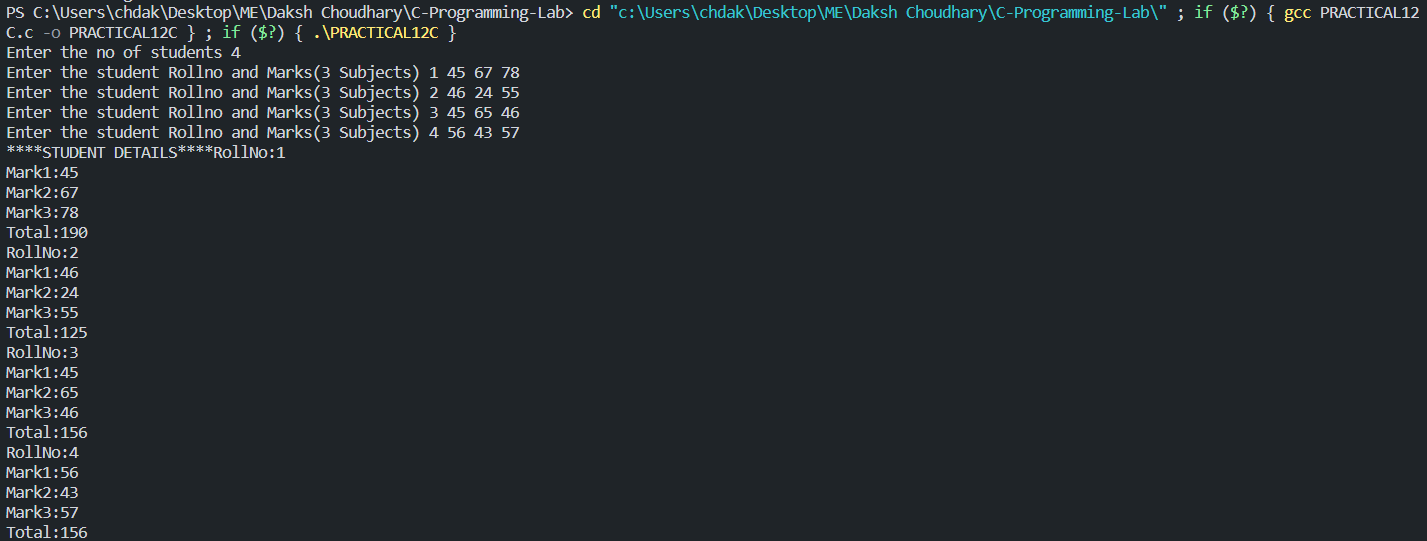 PS C:\Users\chdak\Desktop\ME\Daksh Choudhary\C-Programming-Lab> cd "c:\Users\chdak\Desktop\ME\Daksh Choudhary\C-Programming-Lab\" ; if ($?) { gcc PRACTICAL12
C.c -o PRACTICAL12C } ; if ($?) { .\PRACTICAL12C }
Enter the no of students 4
Enter the student Rollno and Marks(3 Subjects) 1 45 67 78
Enter the student Rollno and Marks(3 Subjects) 2 46 24 55
Enter the student Rollno and Marks(3 Subjects) 3 45 65 46
Enter the student Rollno and Marks(3 Subjects) 4 56 43 57
****STUDENT DETAILS****RollNo:1
Mark1:45
Mark2:67
Mark3:78
Total:190
RollNo:2
Mark1:46
Mark2:24
Mark3:55
Total:125
RollNo:3
Mark1:45
Mark2:65
Mark3:46
Total:156
RollNo:4
Mark1:56
Mark2:43
Mark3:57
Total:156